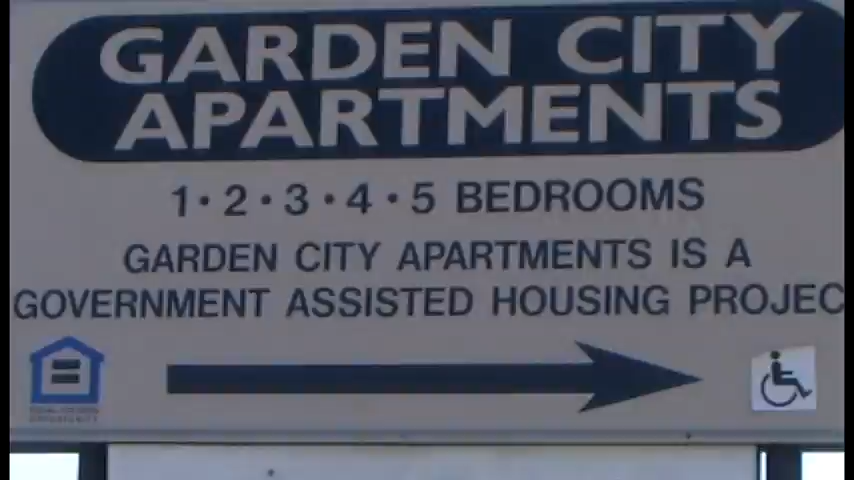 GARDEN CITY
APARTMENTS
1·2·3·4·5 BEDROOMS
GARDEN CITY APARTMENTS IS A
GOVERNMENT ASSISTED HOUSING PROJEC